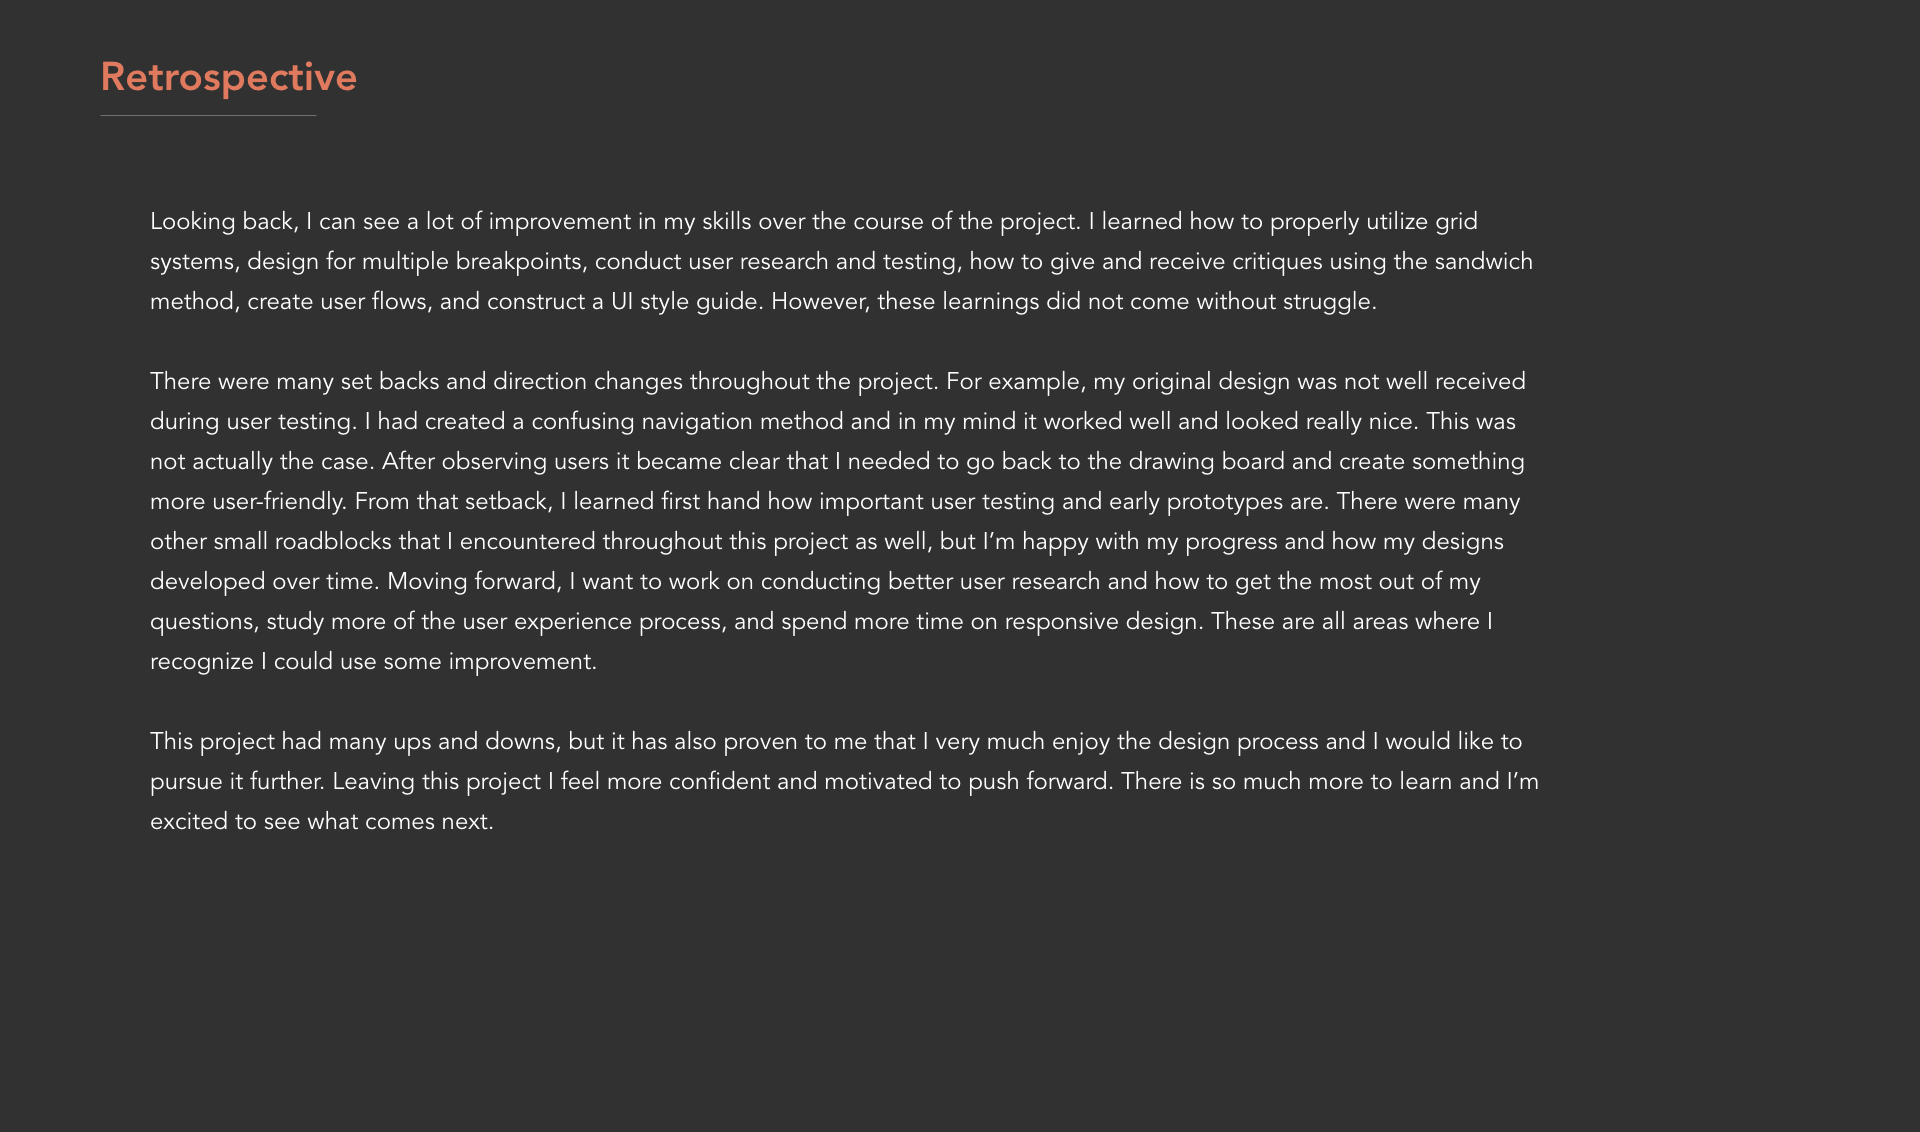 Retrospective
Looking back, I can see a lot of improvement in my skills over the course of the project. I learned how to properly utilize grid
systems, design for multiple breakpoints, conduct user research and testing, how to give and receive critiques using the sandwich
method, create user flows, and construct a UI style guide. However, these learnings did not come without struggle.
There were many set backs and direction changes throughout the project. For example, my original design was not well received
during user testing. I had created a confusing navigation method and in my mind it worked well and looked really nice. This was
not actually the case. After observing users it became clear that I needed to go back to the drawing board and create something
more user-friendly. From that setback, I learned first hand how important user testing and early prototypes are. There were many
other small roadblocks that I encountered throughout this project as well, but I’m happy with my progress and how my designs
developed over time. Moving forward, I want to work on conducting better user research and how to get the most out of my
questions, study more of the user experience process, and spend more time on responsive design. These are all areas where I
recognize I could use some improvement.
This project had many ups and downs, but it has also proven to me that I very much enjoy the design process and I would like to
pursue it further. Leaving this project I feel more confident and motivated to push forward. There is so much more to learn and I’m
excited to see what comes next.